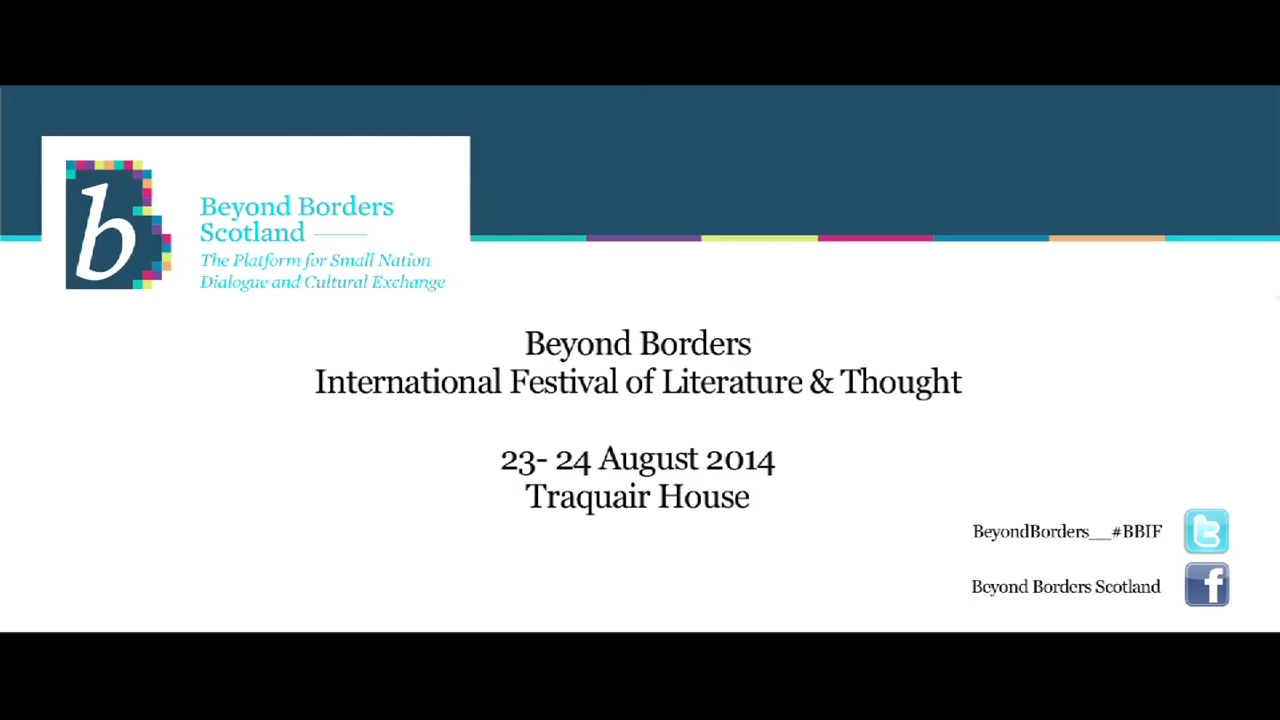 b
Beyond Borders
Scotland
The Platform for Small Nation
Dialogue and Cultural Exchange
Beyond Borders
International Festival of Literature & Thought
23- 24 August 2014
Traquair House
BeyondBorders__#BBIF
t
Beyond Borders Scotland
f